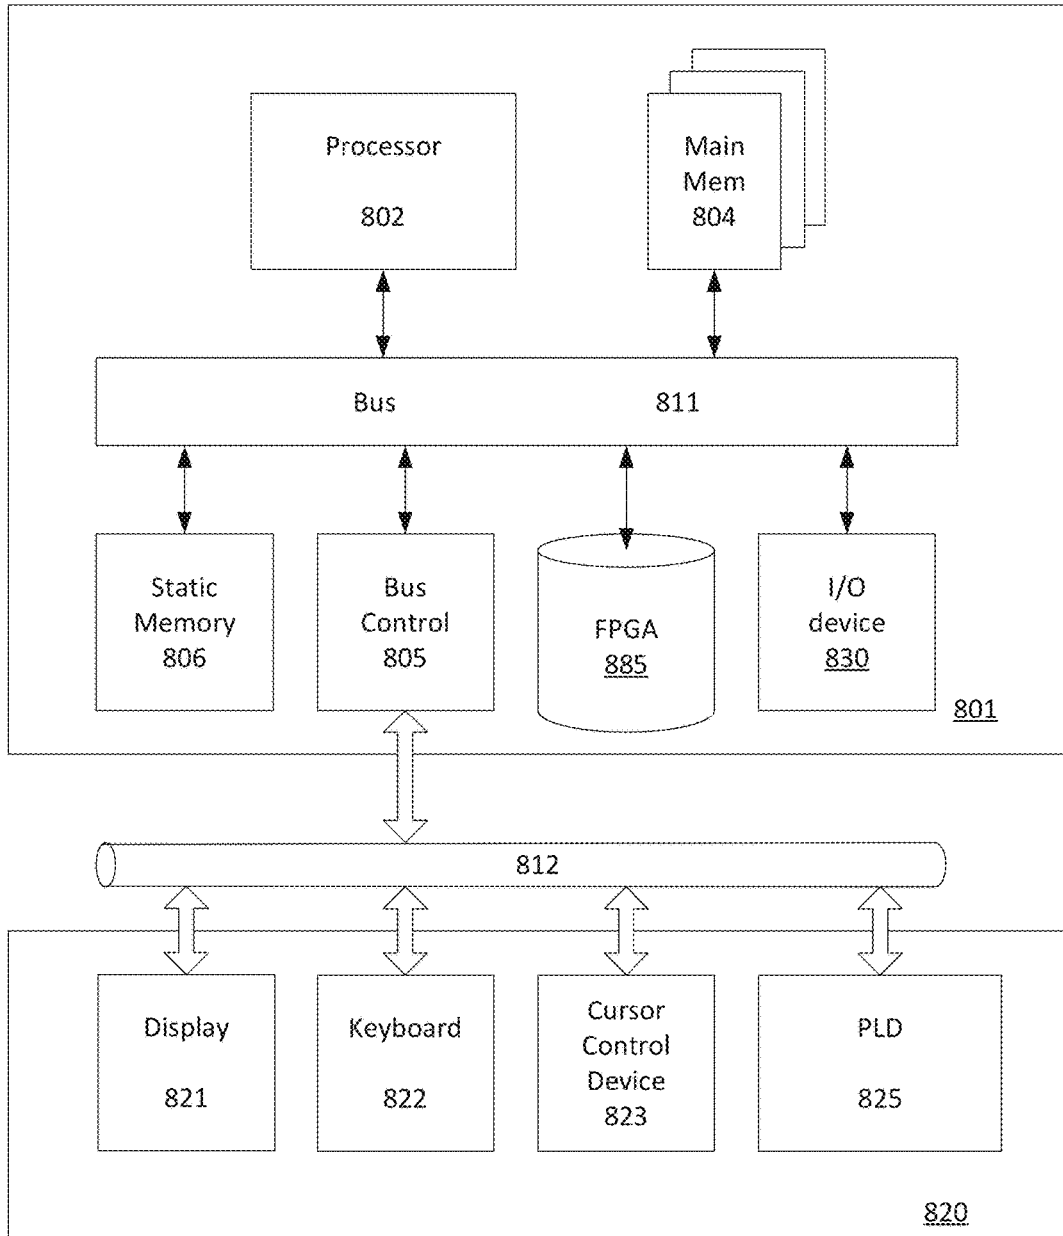 Processor
802
Main
Mem
804
Bus 811
Static
Memory
806
Bus
Control
805
FPGA
885
I/O
device
830
801
812
Display
821
Keyboard
822
Cursor
Control
Device
823
PLD
825
820